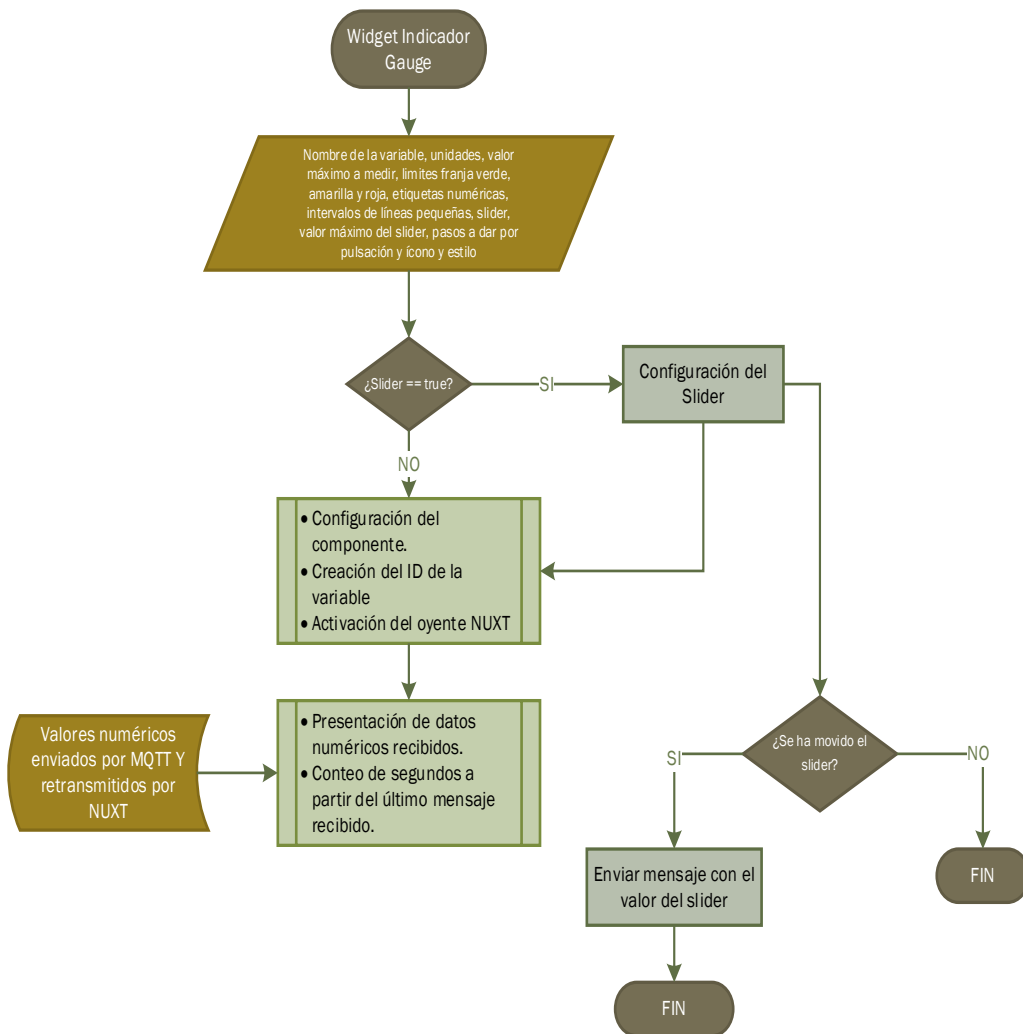 Widget Indicador
Gauge
Nombre de la variable, unidades, valor
máximo a medir, limites franja verde,
amarilla y roja, etiquetas numéricas,
intervalos de líneas pequeñas, slider,
valor máximo del slider, pasos a dar por
pulsación y ícono y estilo
¿Slider == true?
SI
Configuración del
Slider
NO
• Configuración del
componente.
• Creación del ID de la
variable
• Activación del oyente NUXT
Valores numéricos
enviados por MQTT Y
retransmitidos por
NUXT
• Presentación de datos
numéricos recibidos.
• Conteo de segundos a
partir del último mensaje
recibido.
¿Se ha movido el
slider?
SI
NO
Enviar mensaje con el
valor del slider
FIN
FIN